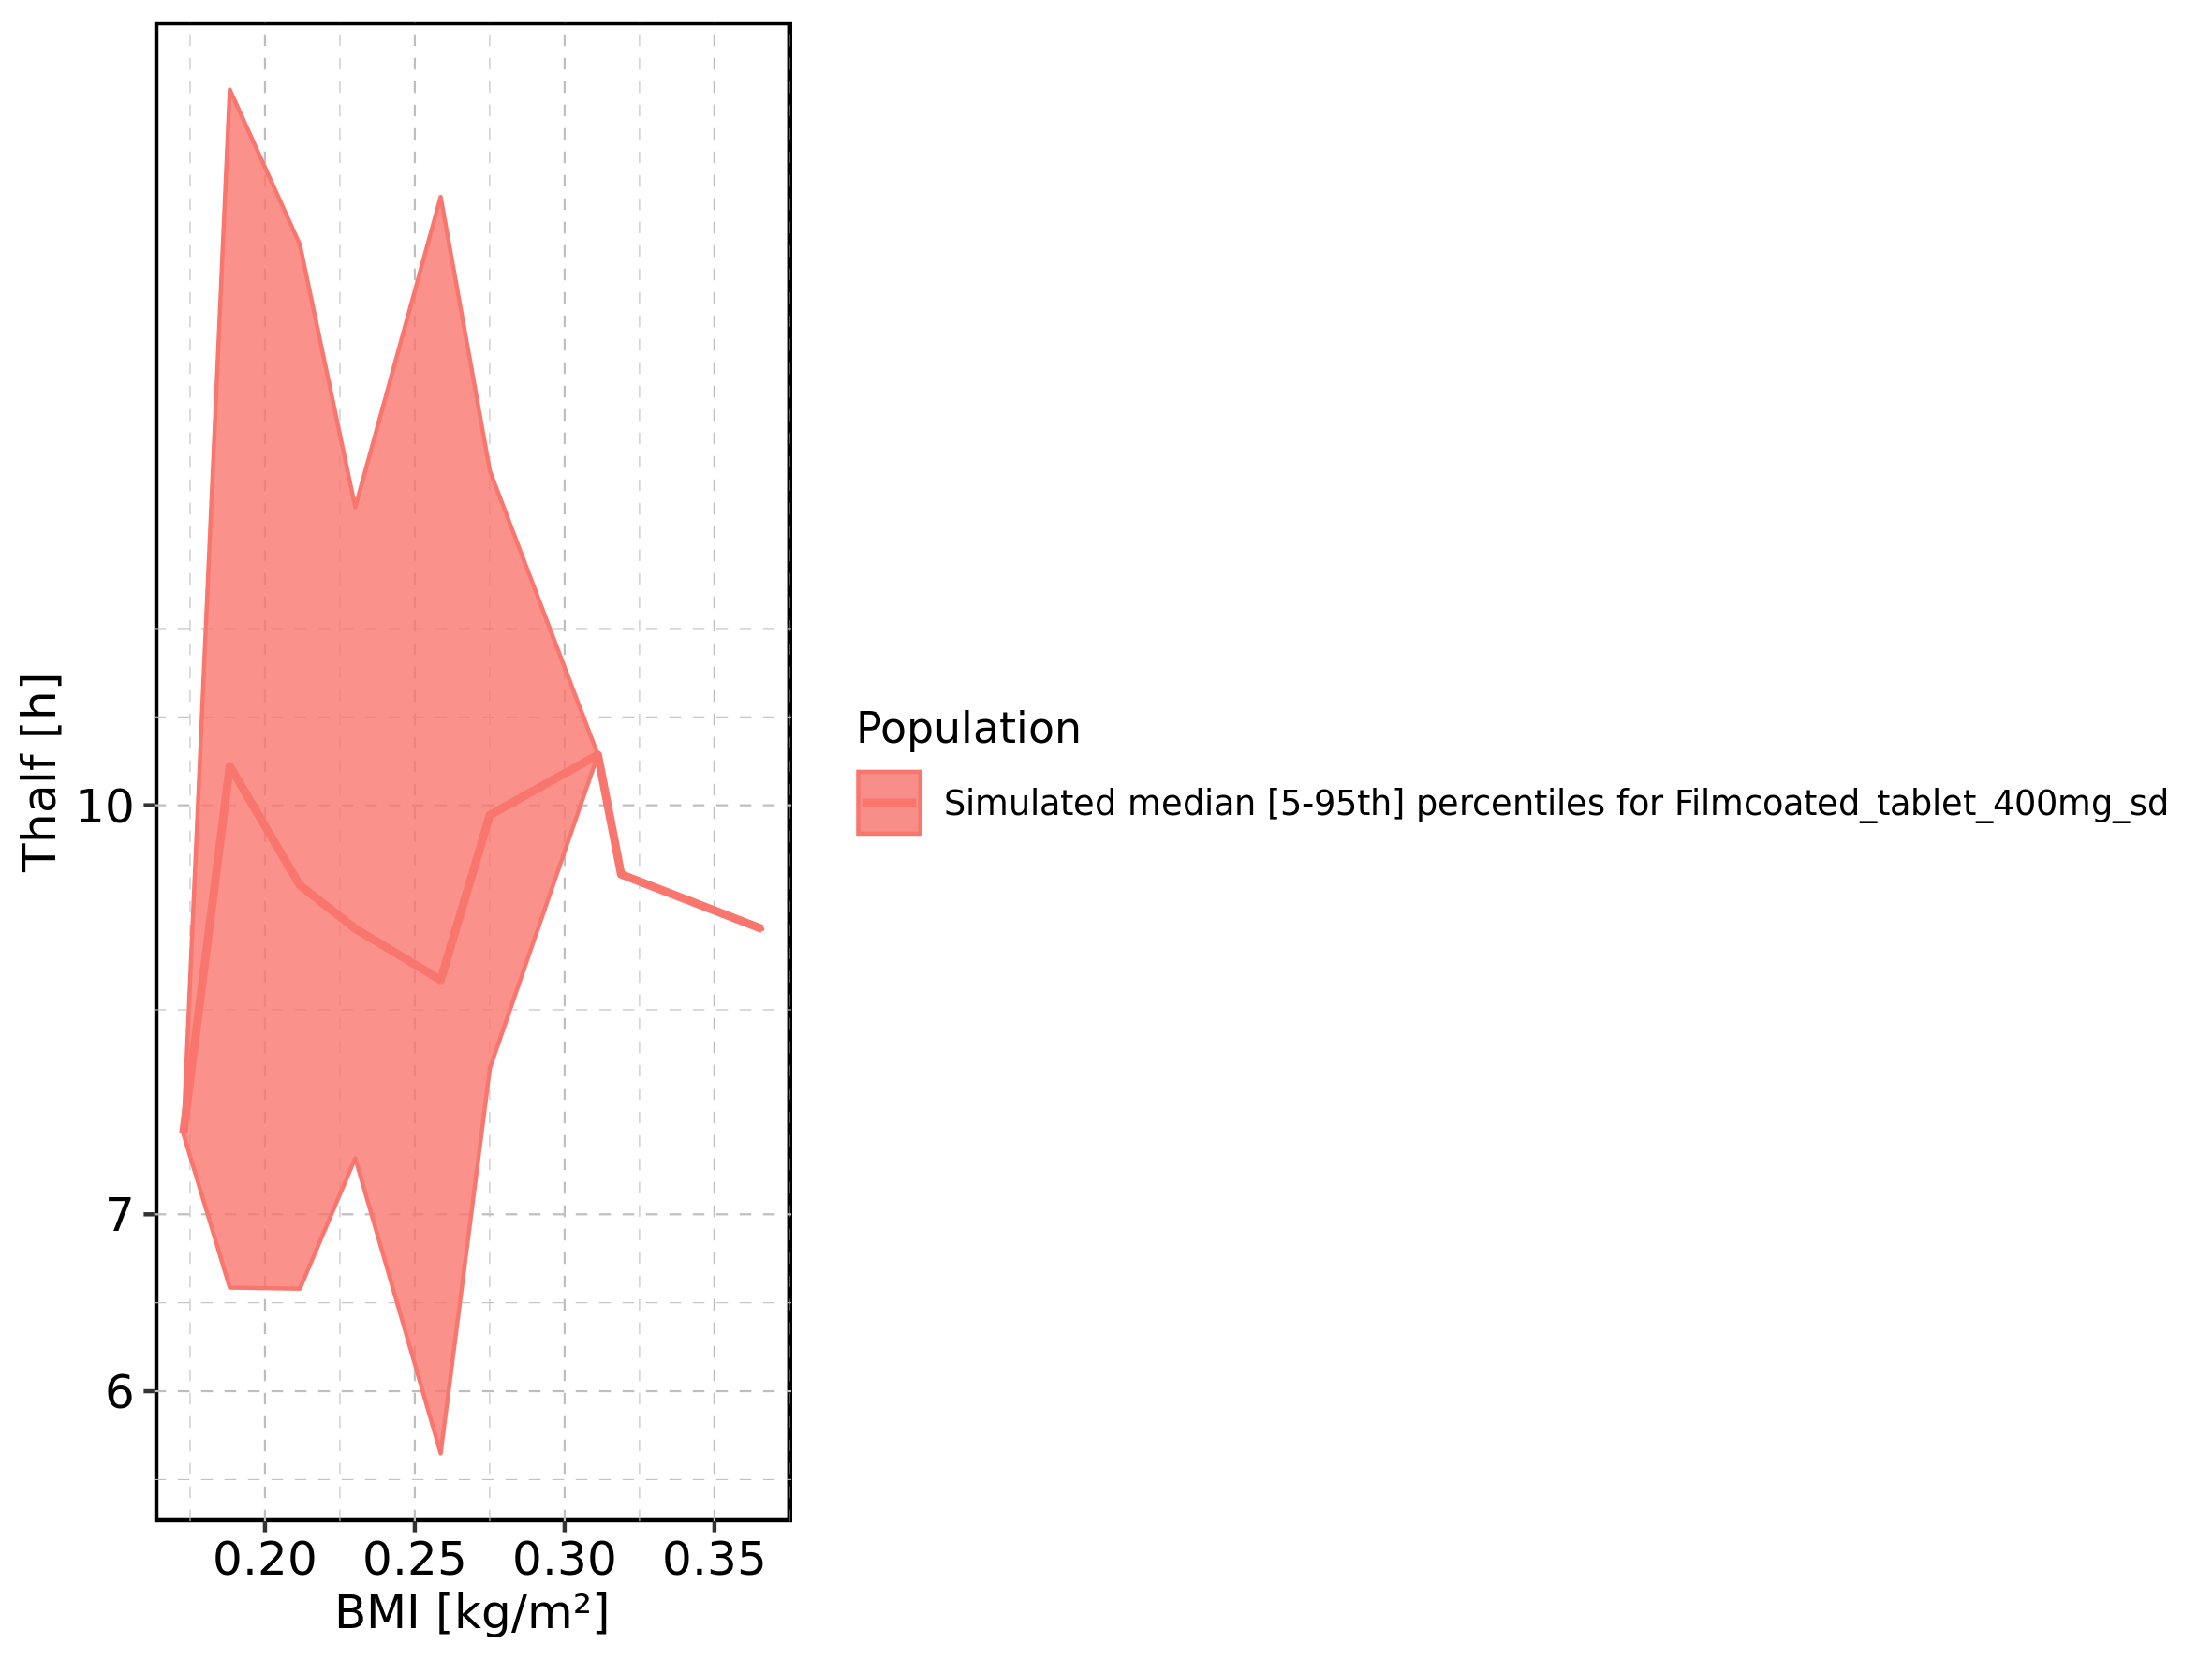 Thalf [h]
10
7
6
0.20 0.25 0.30 0.35
BMI [kg/m²]
Population
Simulated median [5-95th] percentiles for Filmcoated_tablet_400mg_sd